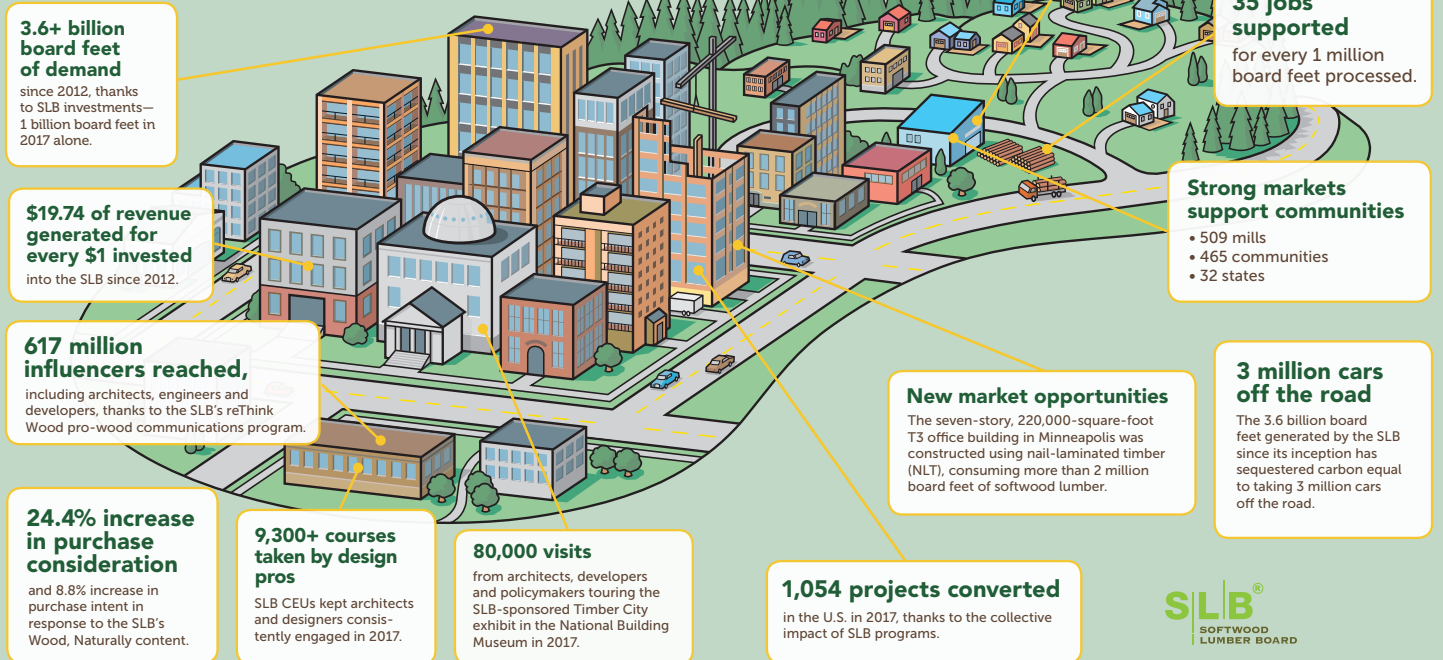 3.6+ billion
board feet
of demand
since 2012, thanks
to SLB investments—
1 billion board feet in
2017 alone.
35 jobs
supported
for every 1 million
board feet processed.
$19.74 of revenue
generated for
every $1 invested
into the SLB since 2012.
Strong markets
support communities
• 509 mills
• 465 communities
• 32 states
617 million
influencers reached,
including architects, engineers and
developers, thanks to the SLB's reThink
Wood pro-wood communications program.
New market opportunities
The seven-story, 220,000-square-foot
T3 office building in Minneapolis was
constructed using nail-laminated timber
(NLT), consuming more than 2 million
board feet of softwood lumber.
3 million cars
off the road
The 3.6 billion board
feet generated by the SLB
since its inception has
sequestered carbon equal
to taking 3 million cars
off the road.
24.4% increase
in purchase
consideration
and 8.8% increase in
purchase intent in
response to the SLB's
Wood, Naturally content.
9,300+ courses
taken by design
pros
SLB CEUs kept architects
and designers consis-
tently engaged in 2017.
80,000 visits
from architects, developers
and policymakers touring the
SLB-sponsored Timber City
exhibit in the National Building
Museum in 2017.
1,054 projects converted
in the U.S. in 2017, thanks to the collective
impact of SLB programs.
SLB®
SOFTWOOD
LUMBER BOARD